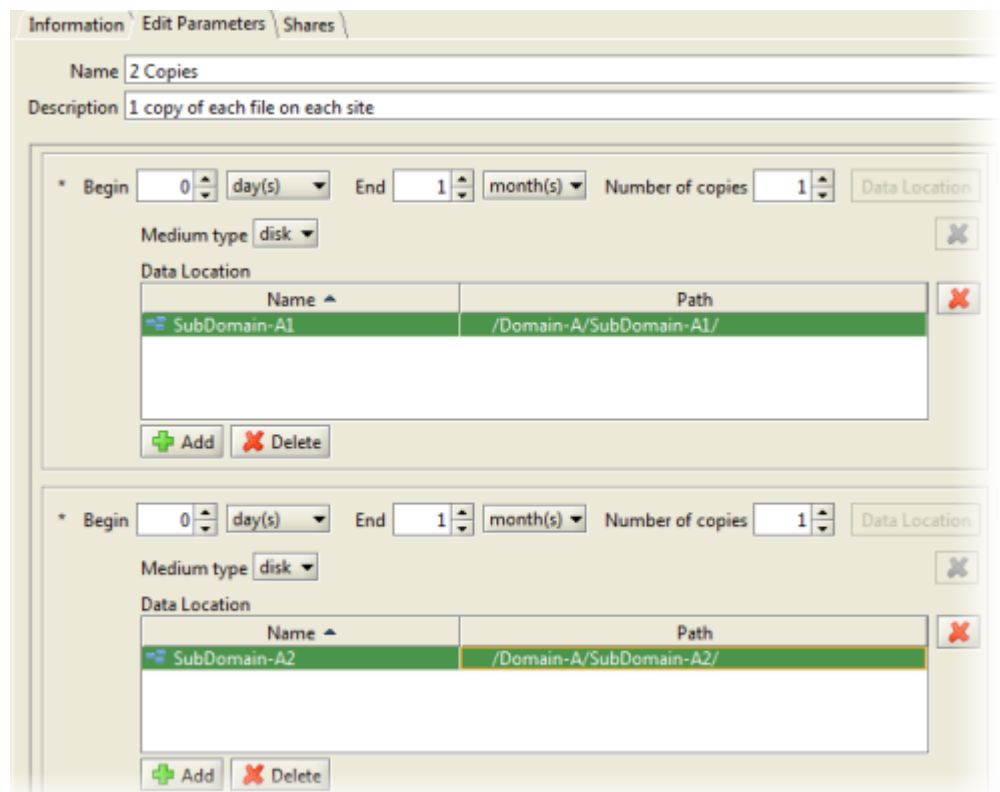 Information Edit Parameters Shares
Name 2 Copies
Description 1 copy of each file on each site
* Begin 0 day(s) End 1 month(s) Number of copies 1 Data Location
Medium type disk
Data Location
Name Path
SubDomain-A1 /Domain-A/SubDomain-A1/
Add Delete
* Begin 0 day(s) End 1 month(s) Number of copies 1 Data Location
Medium type disk
Data Location
Name Path
SubDomain-A2 /Domain-A/SubDomain-A2/
Add Delete